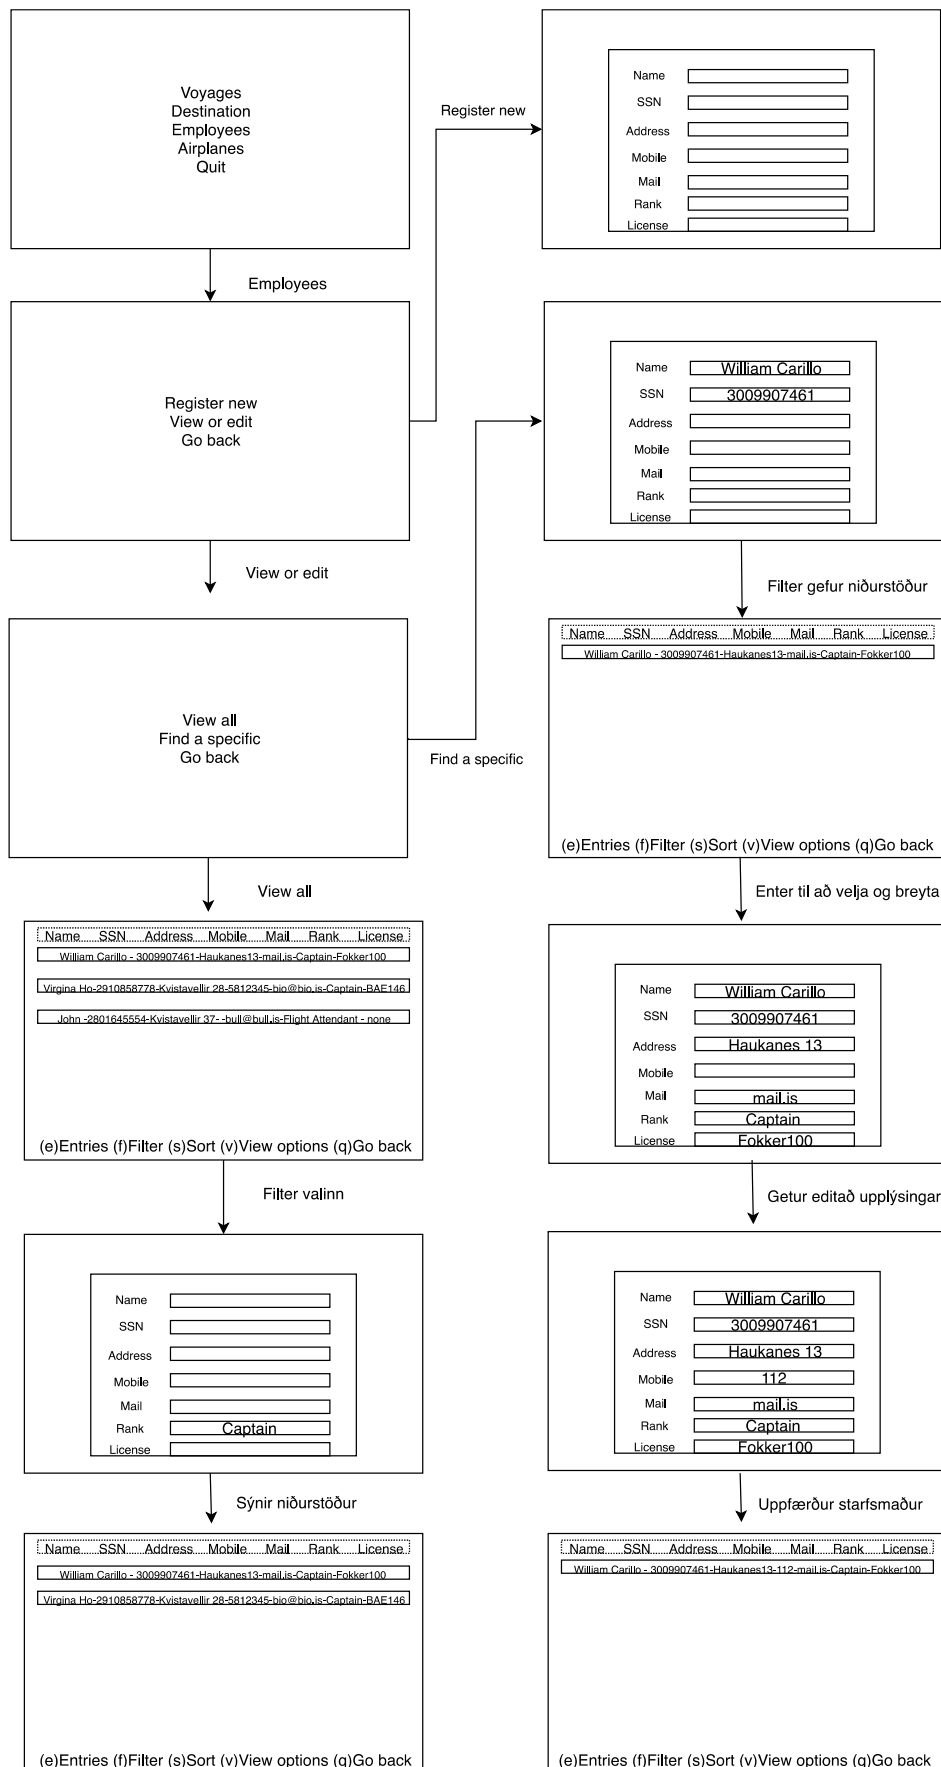 Voyages
Destination
Employees
Airplanes
Quit
Register new
Name
SSN
Address
Mobile
Mail
Rank
License
Employees
Register new
View or edit
Go back
Name William Carillo
SSN 3009907461
Address
Mobile
Mail
Rank
License
View or edit
Filter gefur niðurstöður
View all
Find a specific
Go back
Find a specific
Name SSN Address Mobile Mail Rank License
William Carillo - 3009907461-Haukanes13-mail.is-Captain-Fokker100
(e)Entries (f)Filter (s)Sort (v)View options (q)Go back
View all
Enter til að velja og breyta
Name SSN Address Mobile Mail Rank License
William Carillo - 3009907461-Haukanes13-mail.is-Captain-Fokker100
Virgina Ho-2910858778-Kvistavellir 28-5812345-bio@bio.is-Captain-BAE146
John -2801645554-Kvistavellir 37- -bull@bull.is-Flight Attendant - none
(e)Entries (f)Filter (s)Sort (v)View options (q)Go back
Name William Carillo
SSN 3009907461
Address Haukanes 13
Mobile
Mail mail.is
Rank Captain
License Fokker100
Filter valinn
Getur editað upplýsingar
Name
SSN
Address
Mobile
Mail
Rank Captain
License
Name William Carillo
SSN 3009907461
Address Haukanes 13
Mobile 112
Mail mail.is
Rank Captain
License Fokker100
Sýnir niðurstöður
Uppfærður starfsmaður
Name SSN Address Mobile Mail Rank License
William Carillo - 3009907461-Haukanes13-mail.is-Captain-Fokker100
Virgina Ho-2910858778-Kvistavellir 28-5812345-bio@bio.is-Captain-BAE146
(e)Entries (f)Filter (s)Sort (v)View options (q)Go back
Name SSN Address Mobile Mail Rank License
William Carillo - 3009907461-Haukanes13-112-mail.is-Captain-Fokker100
(e)Entries (f)Filter (s)Sort (v)View options (q)Go back